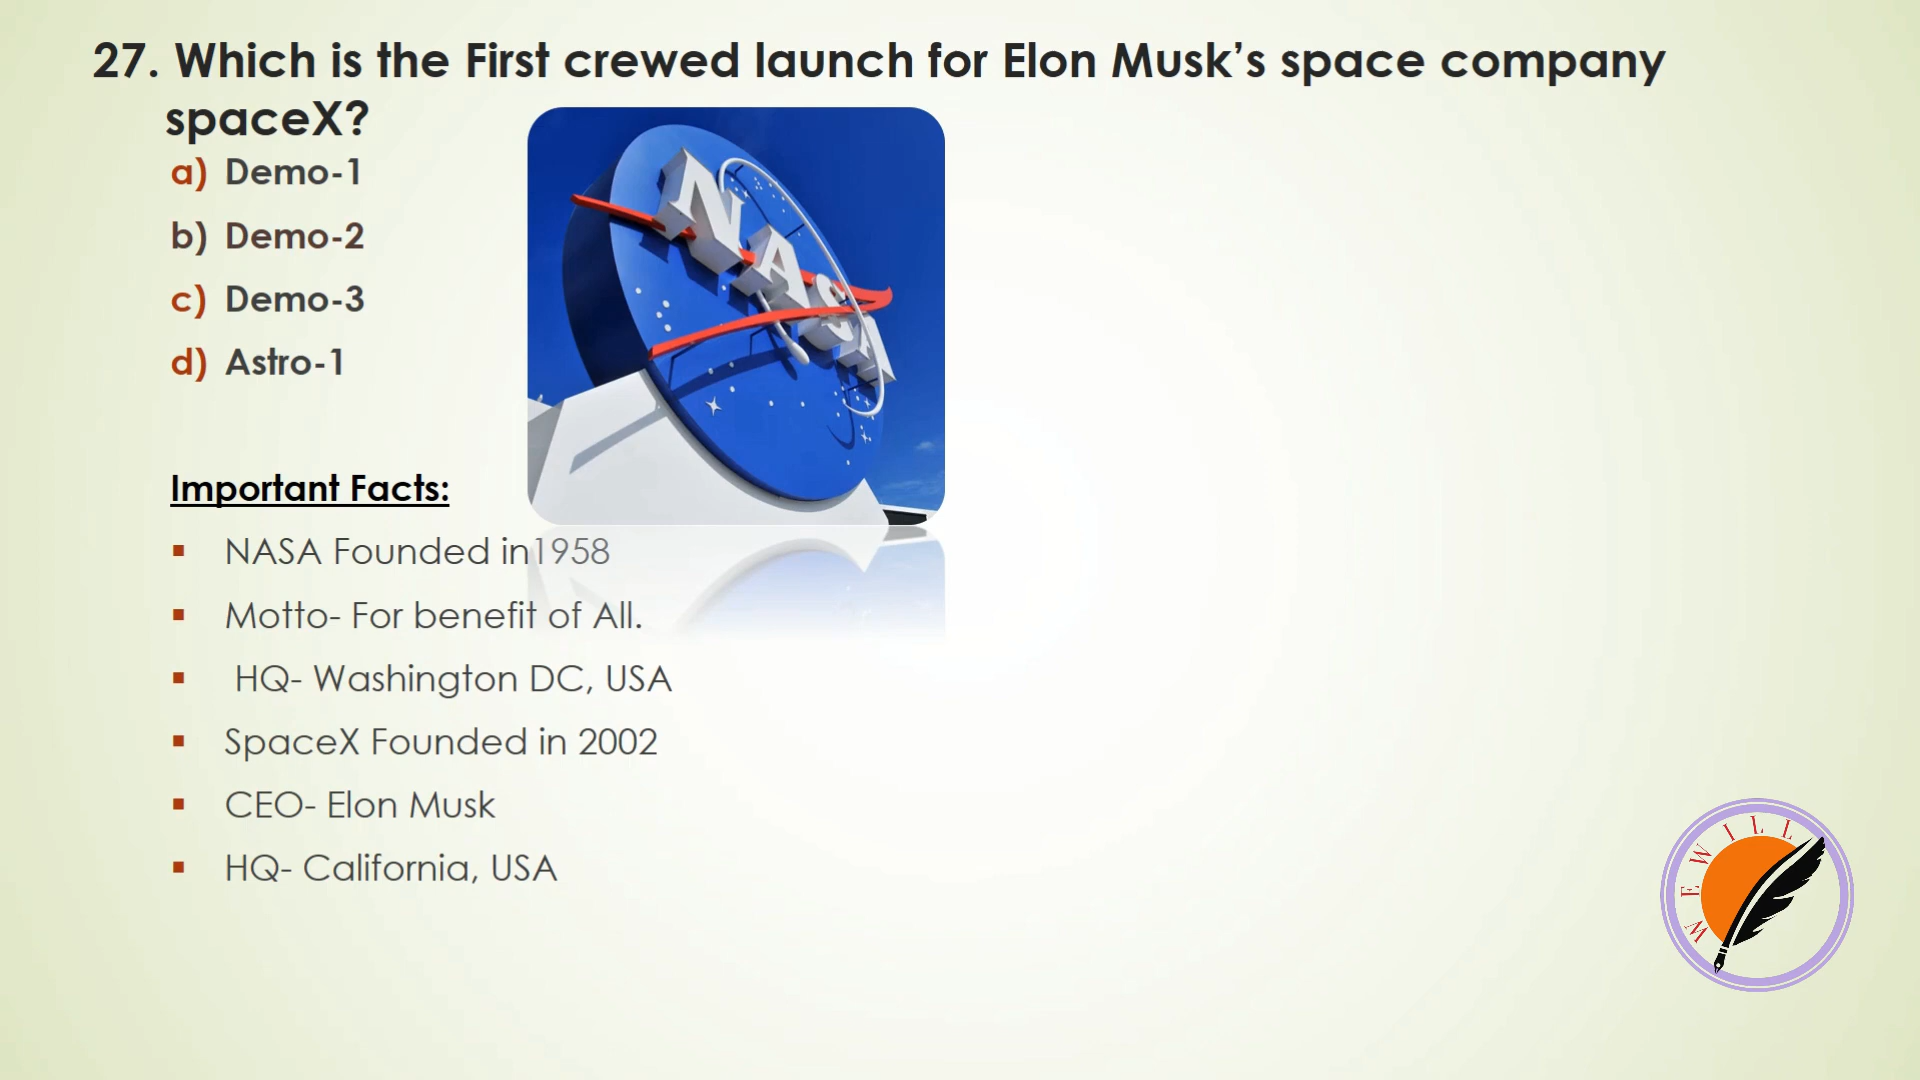 27. Which is the First crewed launch for Elon Musk’s space company
spaceX?
a) Demo-1
b) Demo-2
c) Demo-3
d) Astro-1
NASA
Important Facts:
▪ NASA Founded in1958
▪ Motto- For benefit of All.
▪ HQ- Washington DC, USA
▪ SpaceX Founded in 2002
▪ CEO- Elon Musk
▪ HQ- California, USA
WE WILL